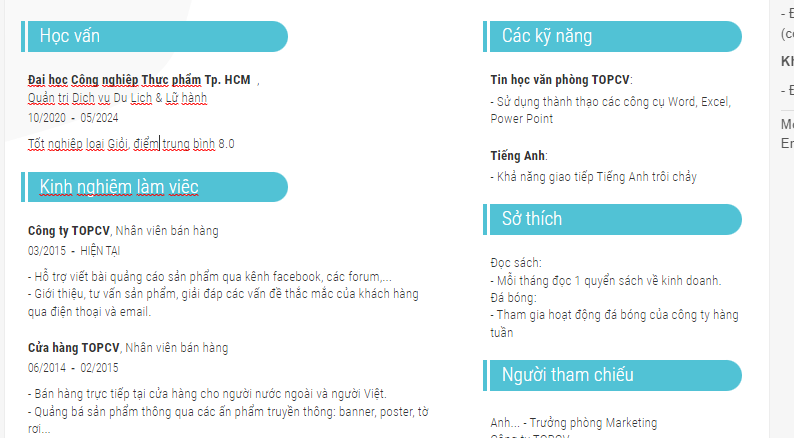 Học vấn
Đại học Công nghiệp Thực phẩm Tp. HCM ,
Quản trị Dịch vụ Du Lịch & Lữ hành
10/2020 - 05/2024
Tốt nghiệp loại Giỏi, điểm trung bình 8.0
Kinh nghiệm làm việc
Công ty TOPCV, Nhân viên bán hàng
03/2015 - HIỆN TẠI
- Hỗ trợ viết bài quảng cáo sản phẩm qua kênh facebook, các forum,...
- Giới thiệu, tư vấn sản phẩm, giải đáp các vấn đề thắc mắc của khách hàng
qua điện thoại và email.
Cửa hàng TOPCV, Nhân viên bán hàng
06/2014 - 02/2015
- Bán hàng trực tiếp tại cửa hàng cho người nước ngoài và người Việt.
- Quảng bá sản phẩm thông qua các ấn phẩm truyền thông: banner, poster, tờ
rơi...
Các kỹ năng
Tin học văn phòng TOPCV:
- Sử dụng thành thạo các công cụ Word, Excel,
Power Point
Tiếng Anh:
- Khả năng giao tiếp Tiếng Anh trôi chảy
Sở thích
Đọc sách:
- Mỗi tháng đọc 1 quyển sách về kinh doanh.
Đá bóng:
- Tham gia hoạt động đá bóng của công ty hàng
tuần
Người tham chiếu
Anh... - Trưởng phòng Marketing
Công ty TOPCV